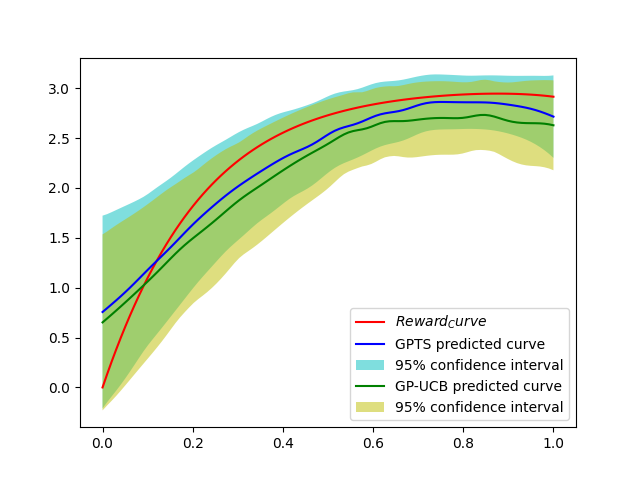 3.0
2.5
2.0
1.5
1.0
0.5
0.0
0.0 0.2 0.4 0.6 0.8 1.0
Reward_Curve
GPTS predicted curve
95% confidence interval
GP-UCB predicted curve
95% confidence interval